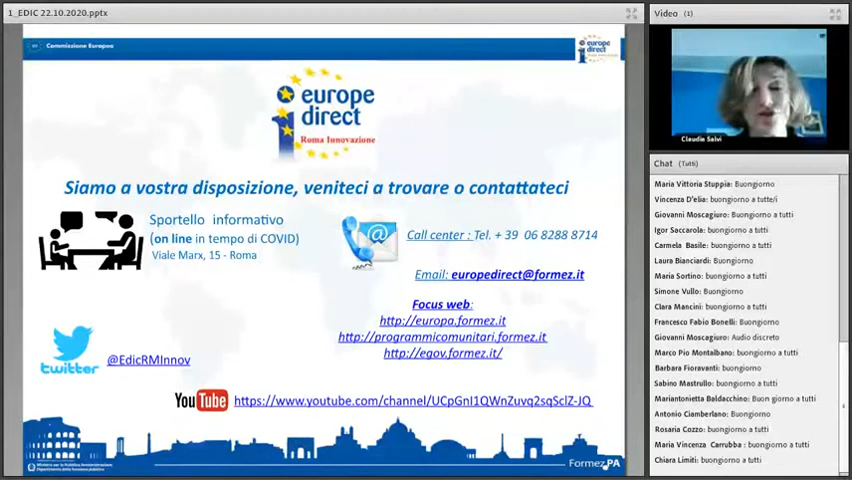 1_EDIC 22.10.2020.pptx
Commissione Europea
europe direct
europe
direct
Roma Innovazione
Siamo a vostra disposizione, veniteci a trovare o contattateci
Sportello informativo
(on line in tempo di COVID)
Viale Marx, 15 - Roma
Call center : Tel. + 39 06 8288 8714
Email: europedirect@formez.it
Focus web:
http://europa.formez.it
http://programmicomunitari.formez.it
http://egov.formez.it/
twitter
@EdicRMInnov
YouTube
https://www.youtube.com/channel/UCpGnI1QWnZuvq2sqSclZ-JQ
Formez.PA
Video (1)
Claudia Salvi
Chat (Tutti)
Maria Vittoria Stuppia: Buongiorno
Vincenza D'elia: buongiorno a tutte/i
Giovanni Moscagiuro: Buongiorno a tutti
Igor Saccarola: buongiorno a tutti
Carmela Basile: buongiorno a tutti
Laura Bianciardi: Buongiorno
Maria Sortino: Buongiorno a tutti
Simone Vullo: Buongiorno
Clara Mancini: buongiorno a tutti
Francesco Fabio Bonelli: Buongiorno
Giovanni Moscagiuro: Audio discreto
Marco Pio Montalbano: buongiorno a tutti
Barbara Fioravanti: buongiorno
Sabino Mastrullo: buongiorno a tutti
Mariantonietta Baldacchino: Buon giorno a tutti
Antonio Ciamberlano: Buongiorno
Rosaria Cozzo: buongiorno a tutti
Maria Vincenza Carrubba : buongiorno a tutti
Chiara Limiti: buongiorno a tutti